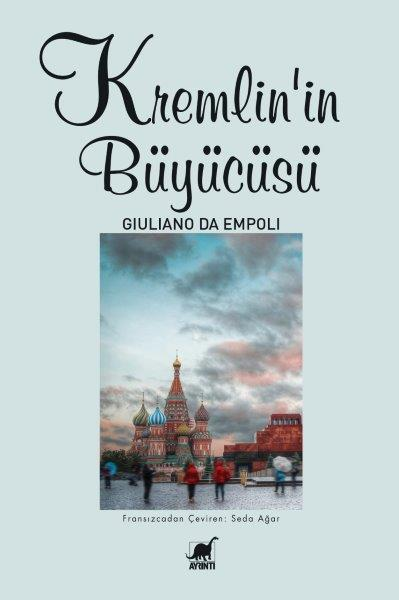 Kremlin'in
Büyücüsü
GIULIANO DA EMPOLI
Fransızcadan Çeviren: Seda Ağar
AYRINTI